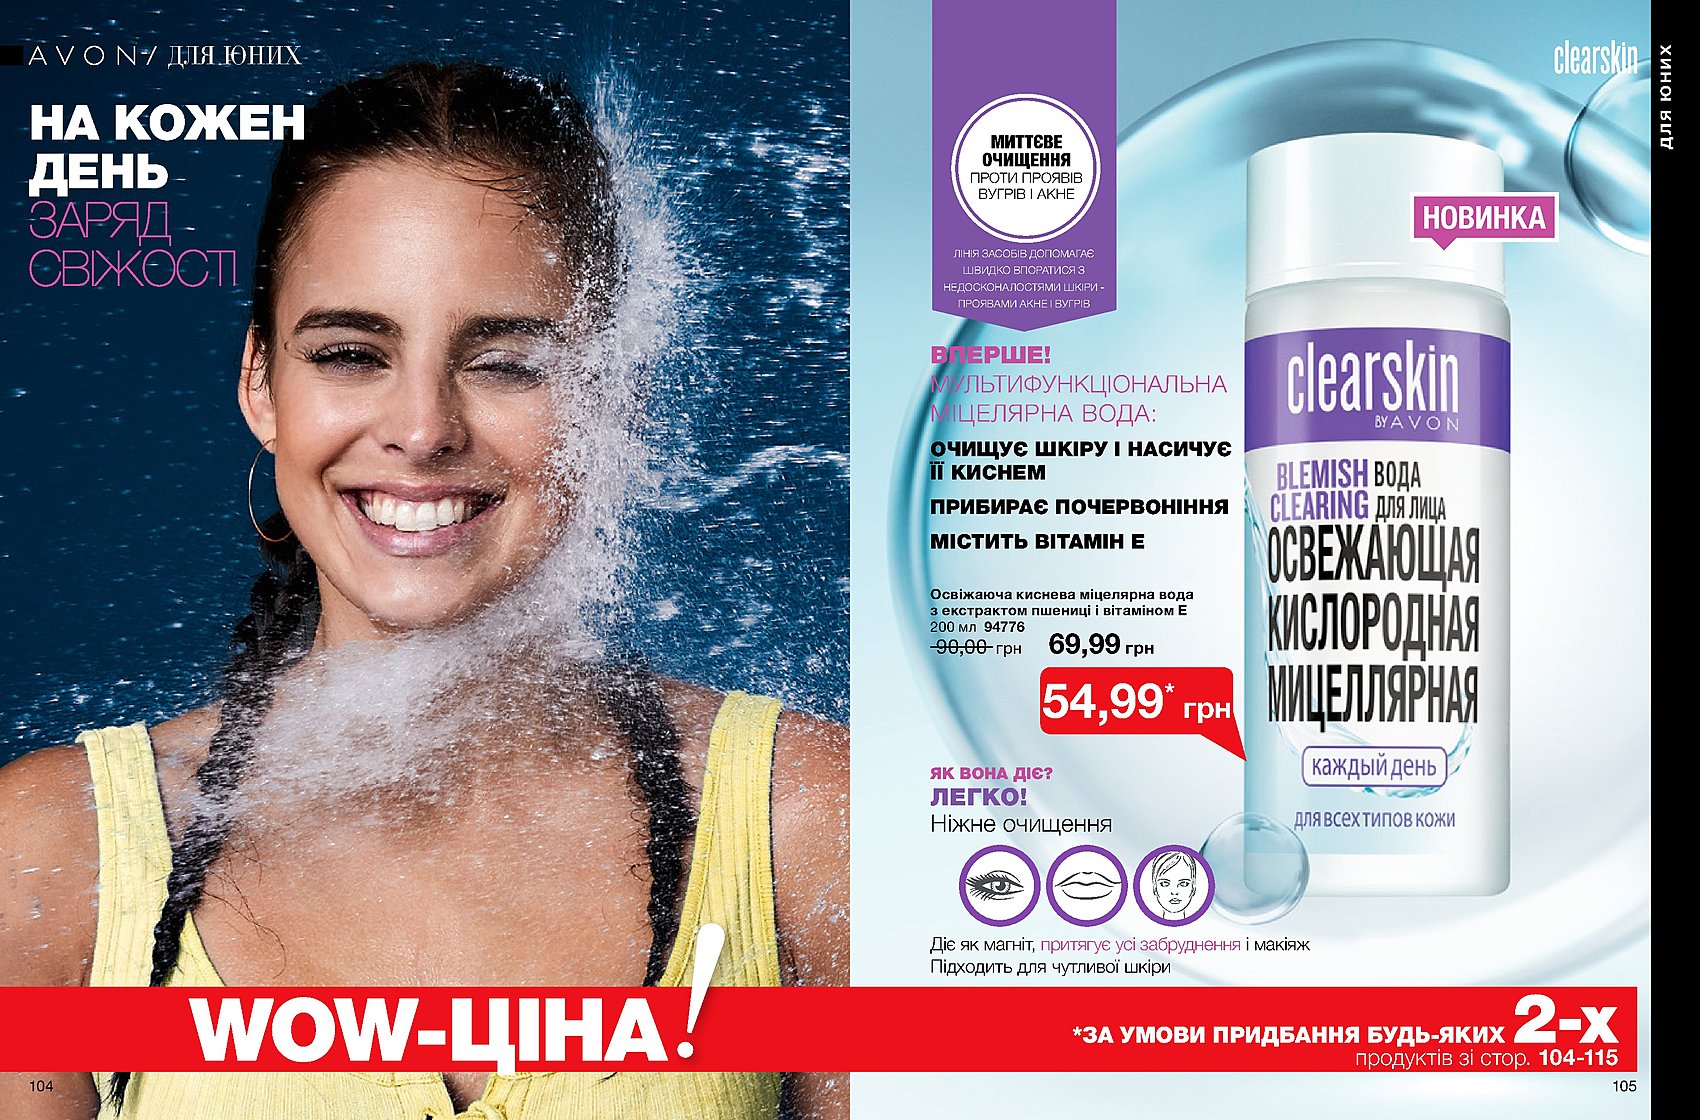 AVON / ДЛЯ ЮНИХ
НА КОЖЕН
ДЕНЬ
ЗАРЯД
СВІЖОСТІ
WOW-ЦІНА!
104
clearskin
ДЛЯ ЮНИХ
МИТТЄВЕ
ОЧИЩЕННЯ
ПРОТИ ПРОЯВІВ
ВУГРІВ І АКНЕ
ЛІНІЯ ЗАСОБІВ ДОПОМАГАЄ
ШВИДКО ВПОРАТИСЯ З
НЕДОСКОНАЛОСТЯМИ ШКІРИ -
ПРОЯВАМИ АКНЕ І ВУГРІВ
ВПЕРШЕ!
МУЛЬТИФУНКЦІОНАЛЬНА
МІЦЕЛЯРНА ВОДА:
ОЧИЩУЄ ШКІРУ І НАСИЧУЄ
ЇЇ КИСНЕМ
ПРИБИРАЄ ПОЧЕРВОНІННЯ
МІСТИТЬ ВІТАМІН Е
Освіжаюча киснева міцелярна вода
з екстрактом пшениці і вітаміном Е
200 мл 94776
90,00 грн 69,99 грн
54,99* грн
ЯК ВОНА ДІЄ?
ЛЕГКО!
Ніжне очищення
Діє як магніт, притягує усі забруднення і макіяж
Підходить для чутливої шкіри
НОВИНКА
clearskin
BY AVON
BLEMISH ВОДА
CLEARING ДЛЯ ЛИЦА
ОСВЕЖАЮЩАЯ
КИСЛОРОДНАЯ
МИЦЕЛЛЯРНАЯ
каждый день
для всех типов кожи
*ЗА УМОВИ ПРИДБАННЯ БУДЬ-ЯКИХ 2-х
продуктів зі стор. 104-115
105